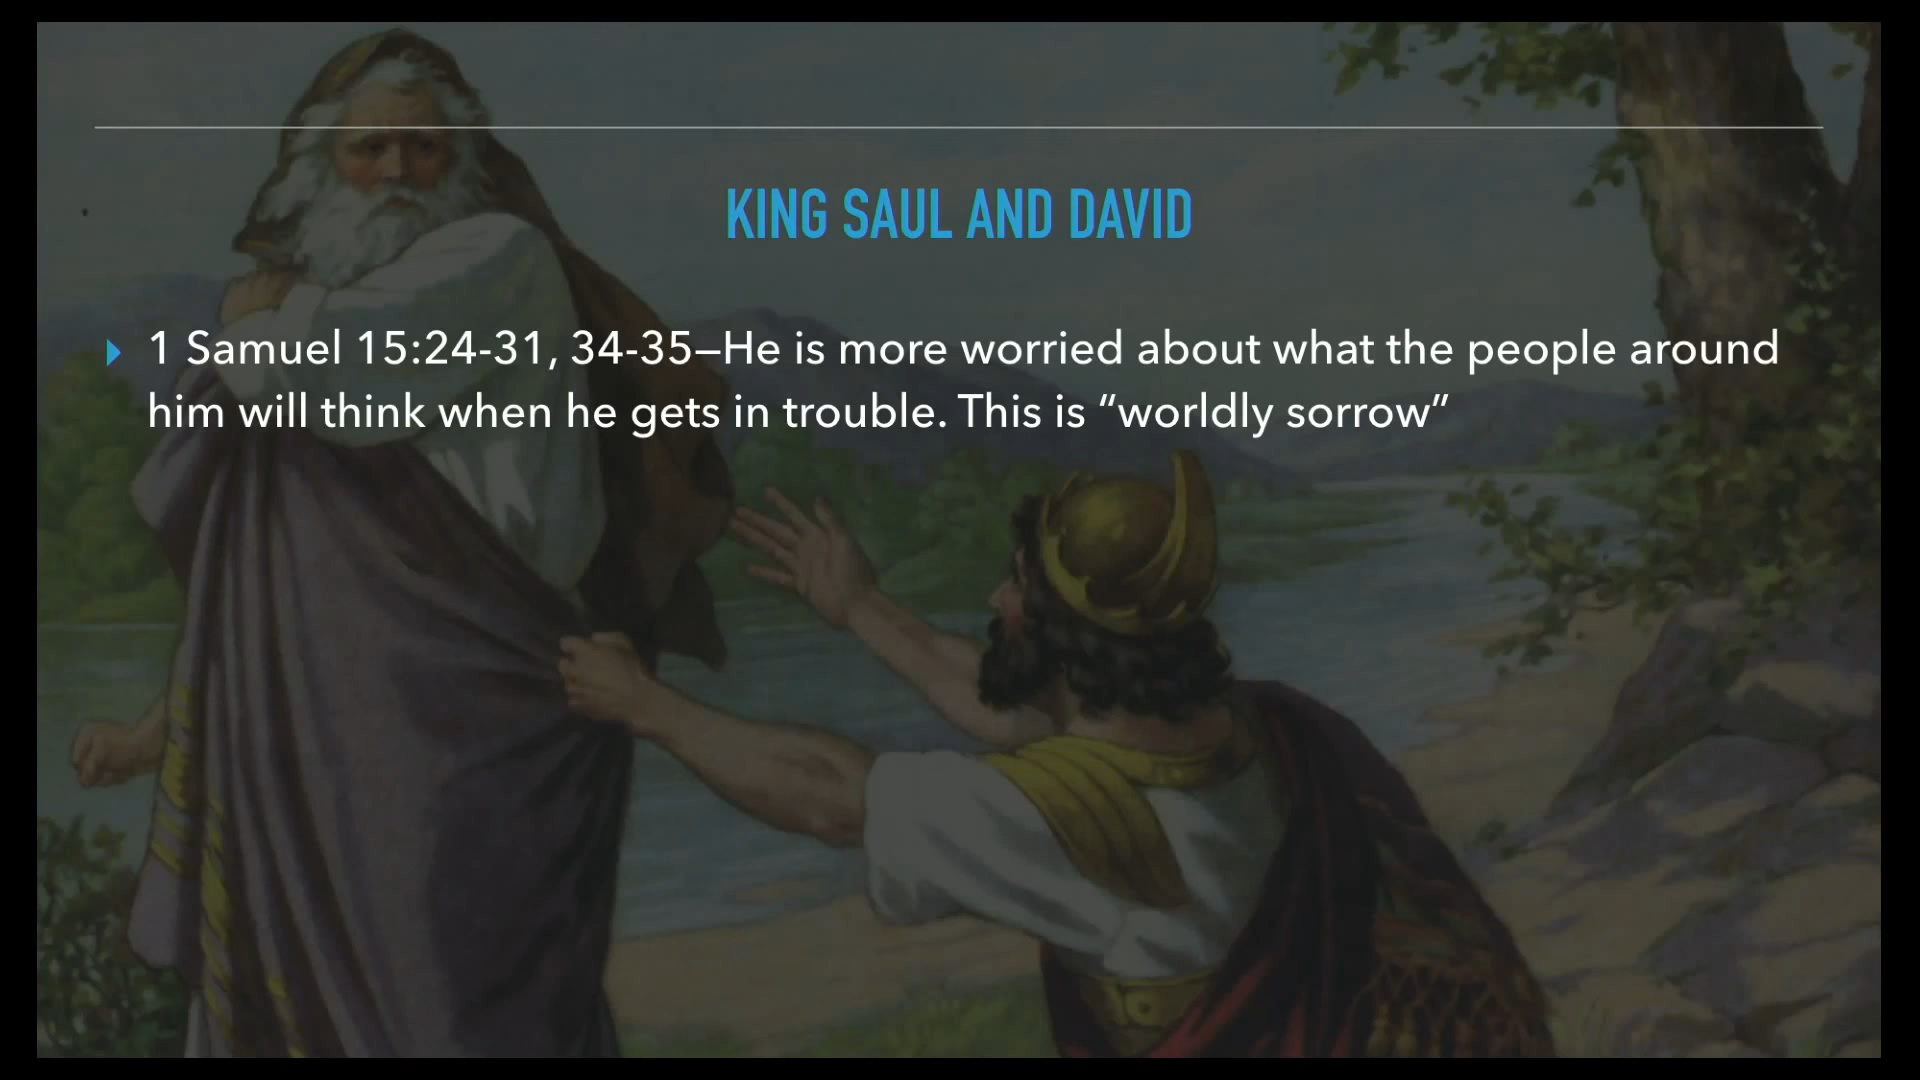 KING SAUL AND DAVID
1 Samuel 15:24-31, 34-35—He is more worried about what the people around
him will think when he gets in trouble. This is “worldly sorrow”